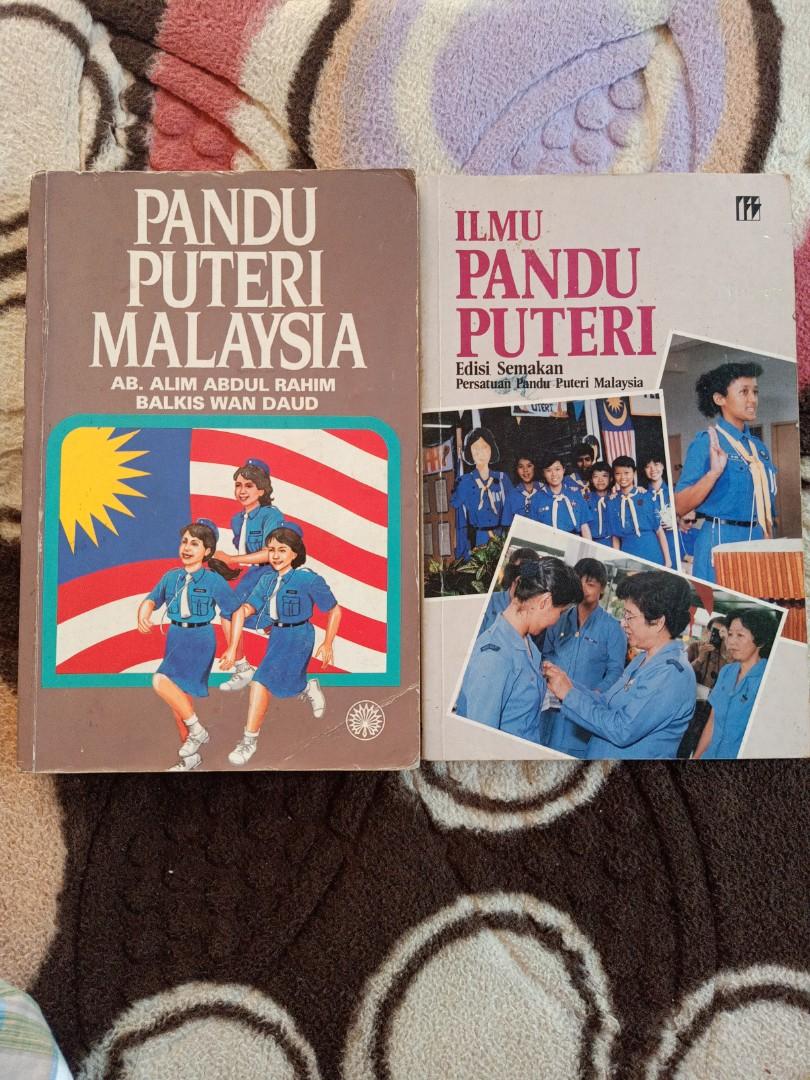 PANDU
PUTERI
MALAYSIA
AB. ALIM ABDUL RAHIM
BALKIS WAN DAUD
ILMU
PANDU
PUTERI
Edisi Semakan
Persatuan Pandu Puteri Malaysia